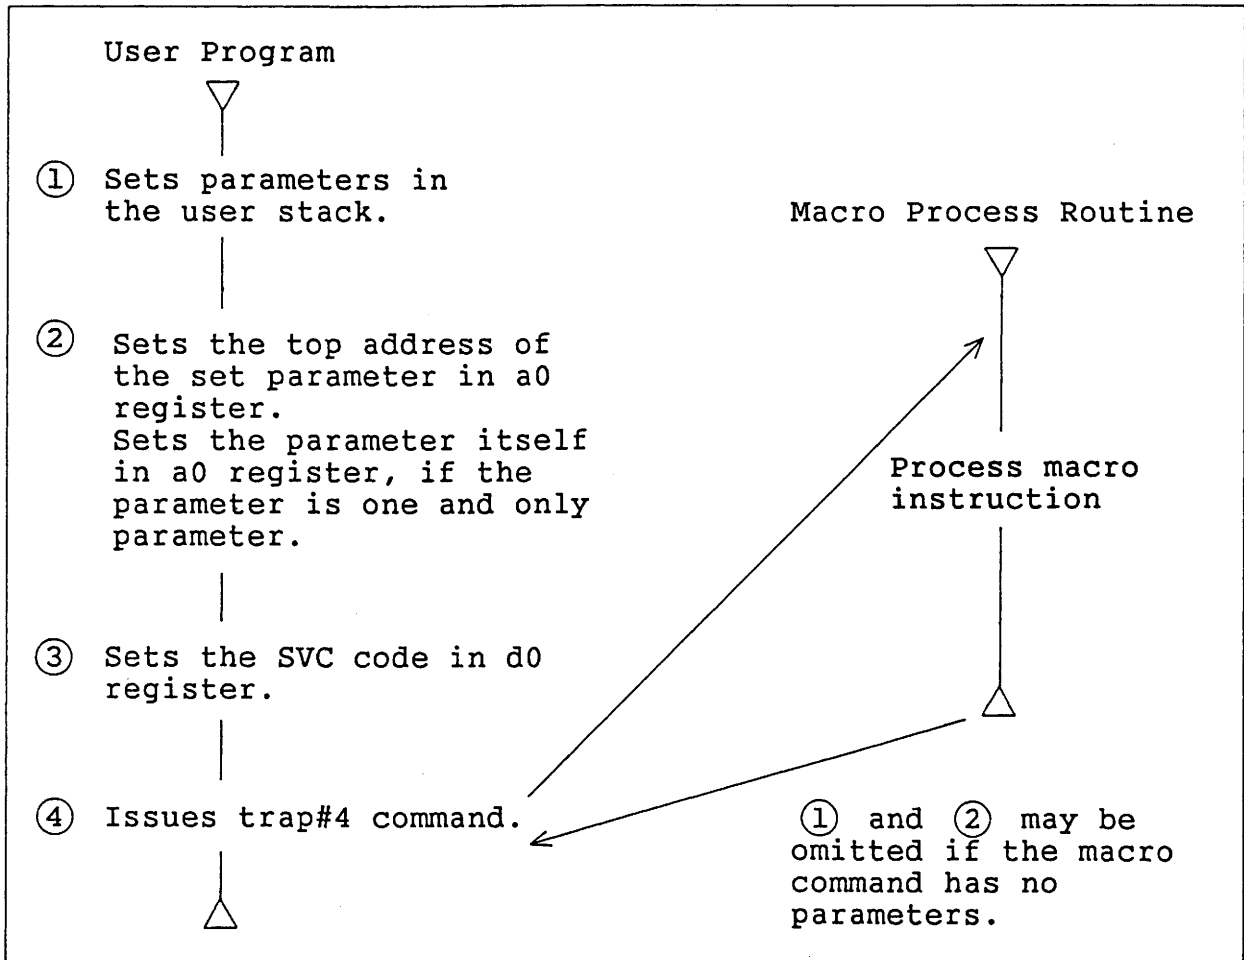 User Program
① Sets parameters in
the user stack.
② Sets the top address of
the set parameter in a0
register.
Sets the parameter itself
in a0 register, if the
parameter is one and only
parameter.
③ Sets the SVC code in d0
register.
④ Issues trap#4 command.
Macro Process Routine
Process macro
instruction
① and ② may be
omitted if the macro
command has no
parameters.